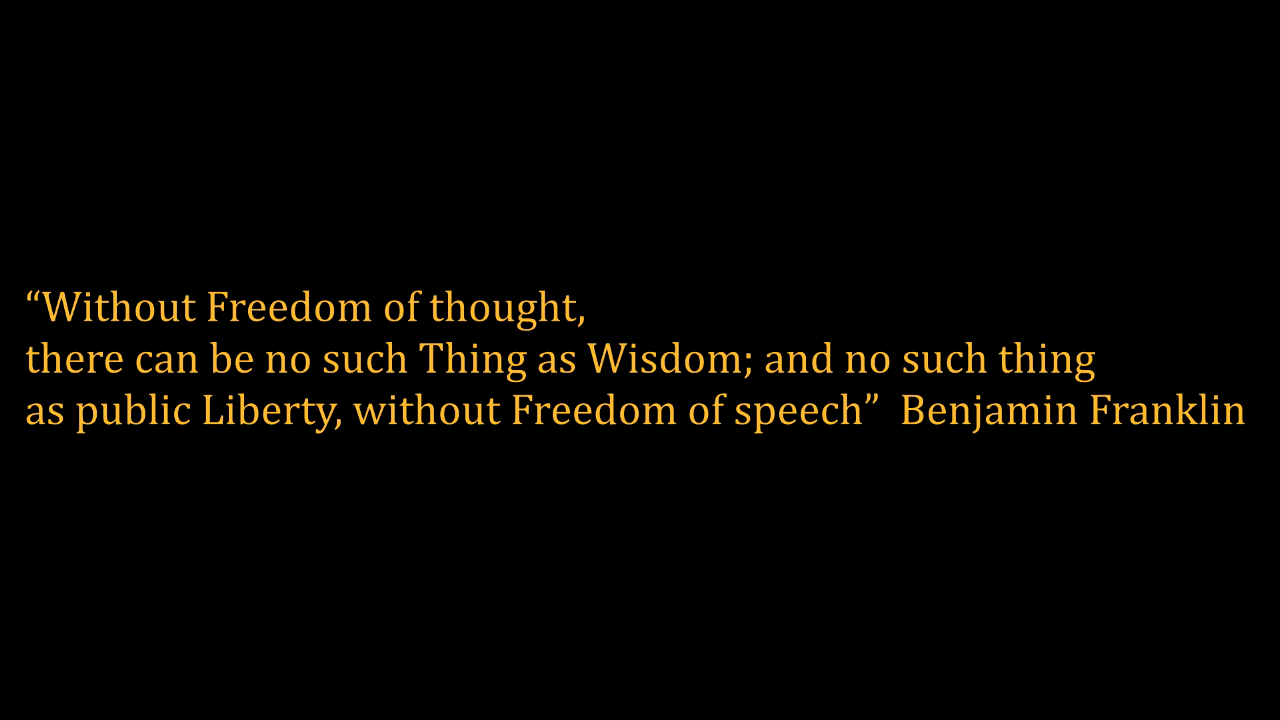 “Without Freedom of thought,
there can be no such Thing as Wisdom; and no such thing
as public Liberty, without Freedom of speech”  Benjamin Franklin